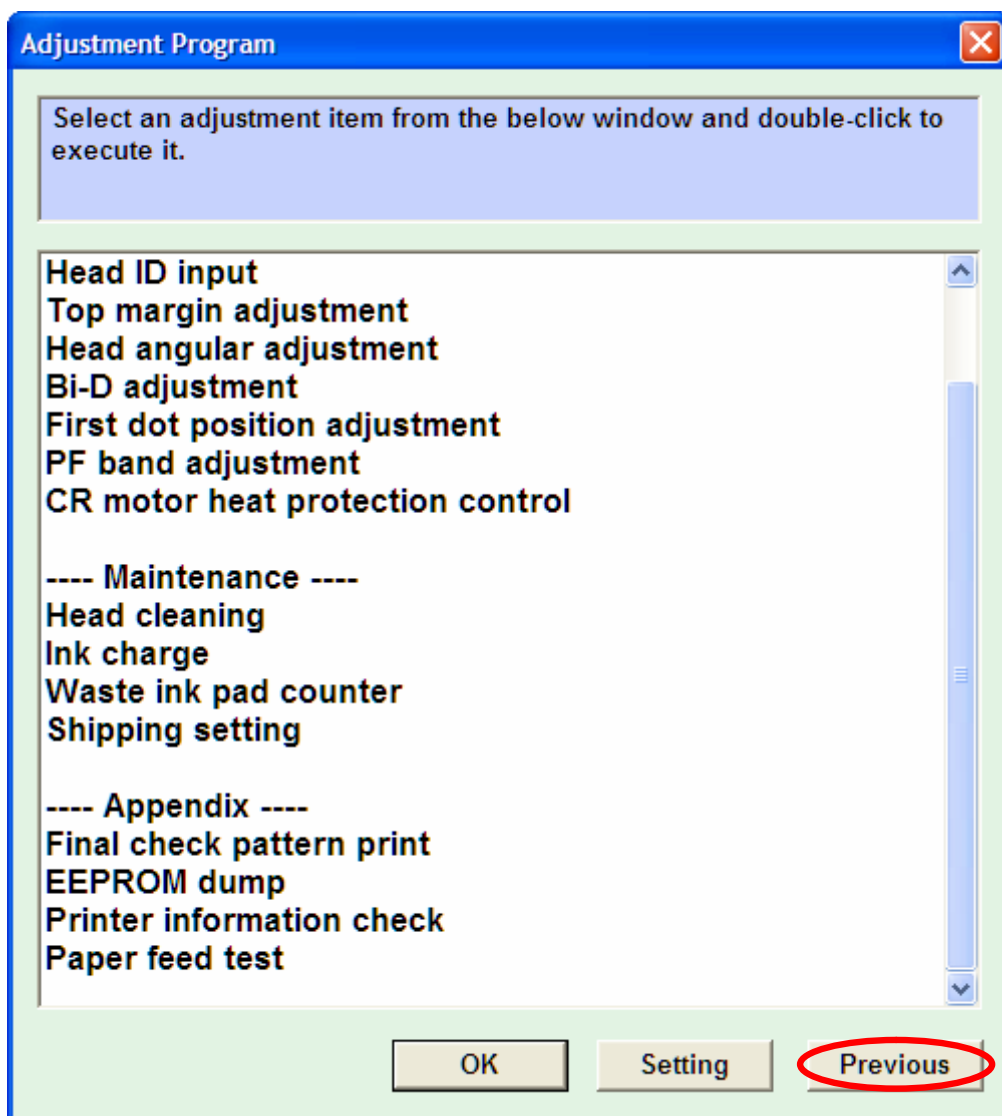 Adjustment Program
Select an adjustment item from the below window and double-click to
execute it.
Head ID input
Top margin adjustment
Head angular adjustment
Bi-D adjustment
First dot position adjustment
PF band adjustment
CR motor heat protection control
---- Maintenance ----
Head cleaning
Ink charge
Waste ink pad counter
Shipping setting
---- Appendix ----
Final check pattern print
EEPROM dump
Printer information check
Paper feed test
OK Setting Previous